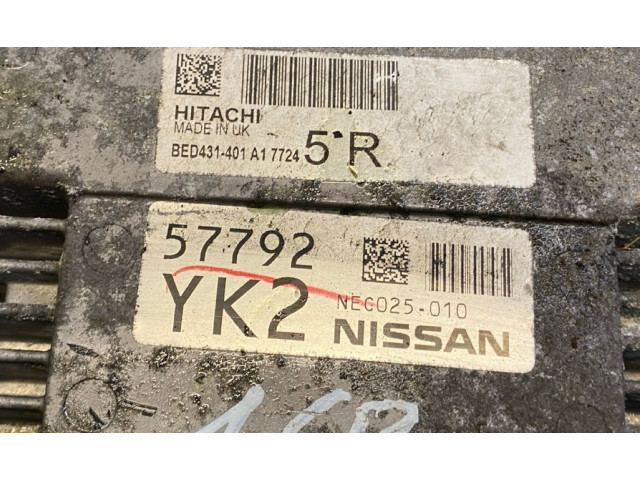 HITACHI
MADE IN UK
BED431-401 A1 7724 5 R
57792
YK2 NEC025-010
NISSAN